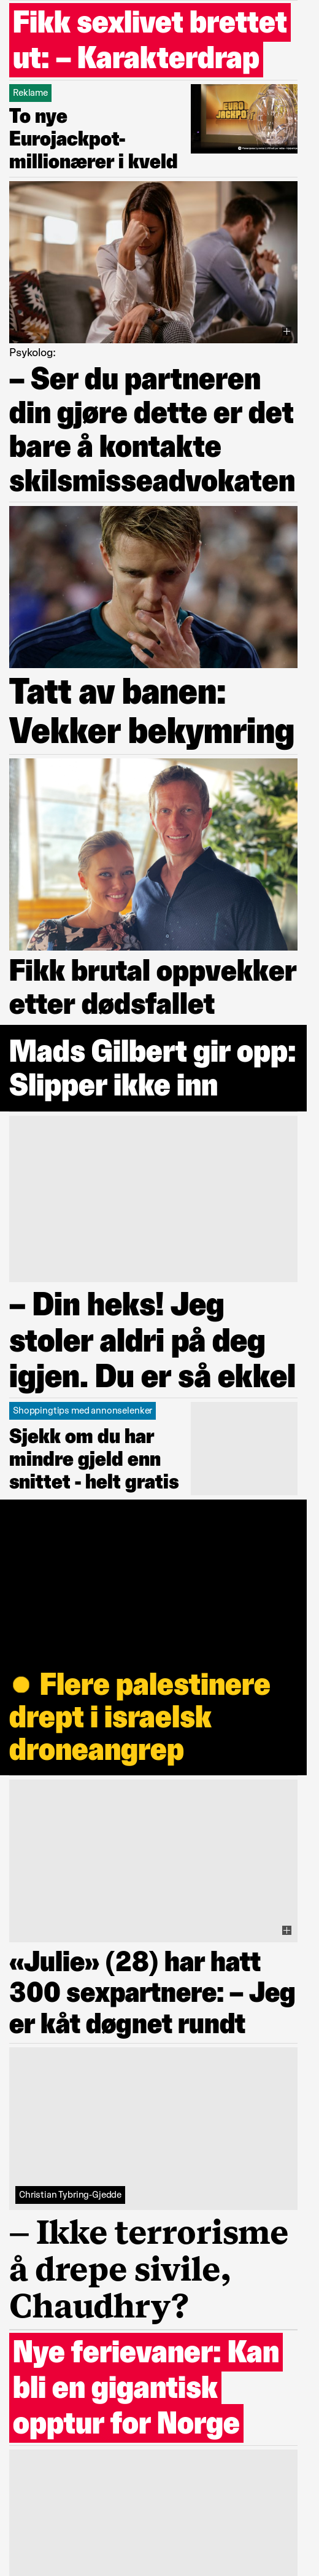 Fikk sexlivet brettet
ut: – Karakterdrap
Reklame
To nye
Eurojackpot-
millionærer i kveld
EURO
JACKPOT
Psykolog:
– Ser du partneren
din gjøre dette er det
bare å kontakte
skilsmisseadvokaten
Tatt av banen:
Vekker bekymring
Fikk brutal oppvekker
etter dødsfallet
Mads Gilbert gir opp:
Slipper ikke inn
– Din heks! Jeg
stoler aldri på deg
igjen. Du er så ekkel
Shoppingtips med annonselenker
Sjekk om du har
mindre gjeld enn
snittet - helt gratis
Flere palestinere
drept i israelsk
droneangrep
«Julie» (28) har hatt
300 sexpartnere: – Jeg
er kåt døgnet rundt
Christian Tybring-Gjedde
– Ikke terrorisme
å drepe sivile,
Chaudhry?
Nye ferievaner: Kan
bli en gigantisk
opptur for Norge